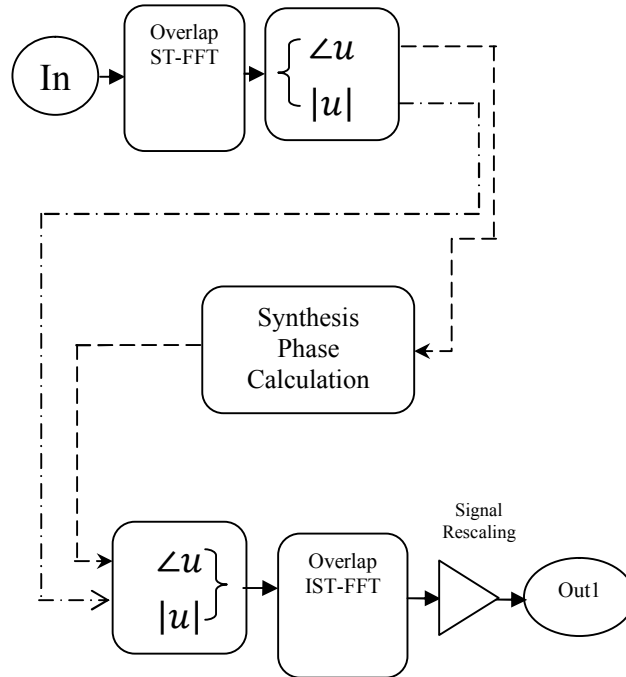 In
Overlap
ST-FFT
∠u
|u|
Synthesis
Phase
Calculation
∠u
|u|
Overlap
IST-FFT
Signal
Rescaling
Out1